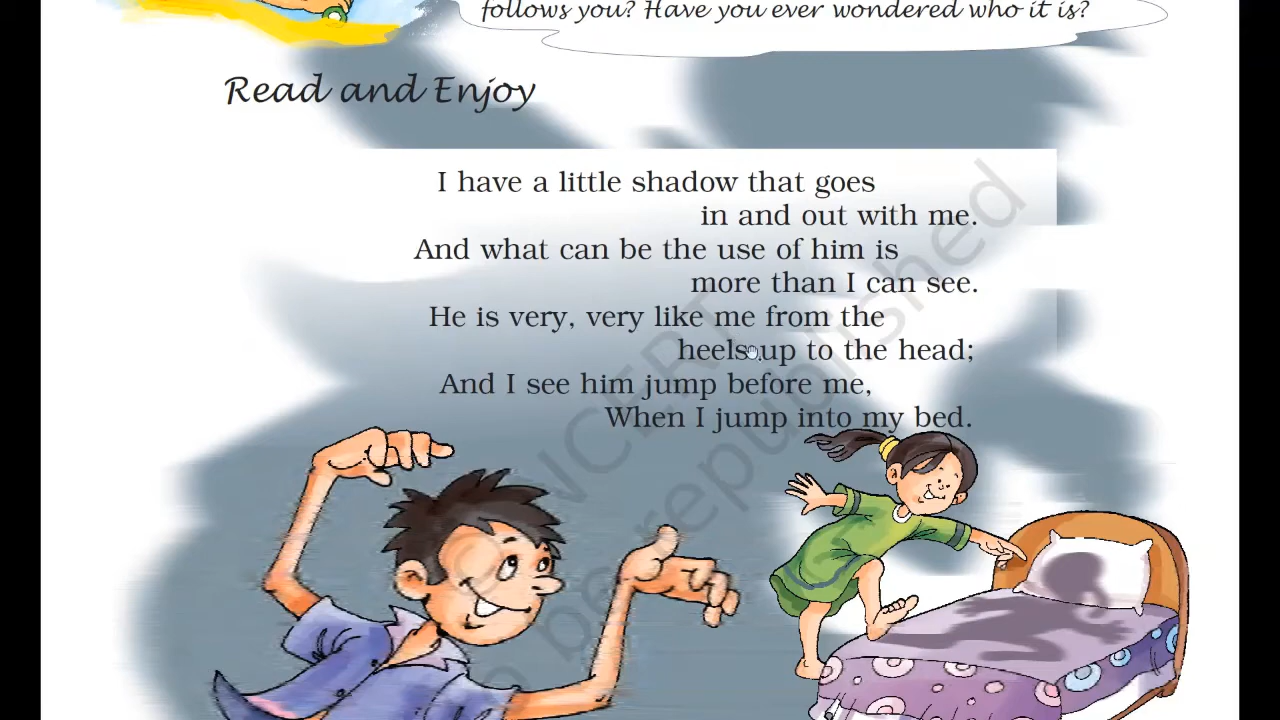 follows you? Have you ever wondered who it is?
Read and Enjoy
I have a little shadow that goes
in and out with me.
And what can be the use of him is
more than I can see.
He is very, very like me from the
heels up to the head;
And I see him jump before me,
When I jump into my bed.
NCERT
be republished